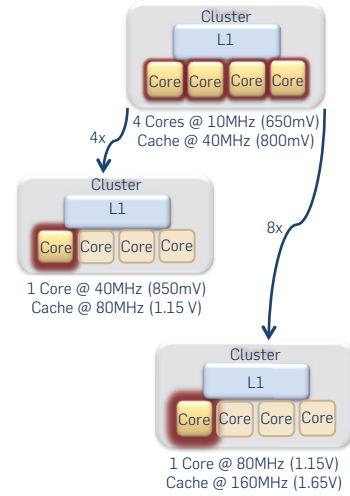 Cluster
L1
Core Core Core Core
4 Cores @ 10MHz (650mV)
Cache @ 40MHz (800mV)
4x
8x
Cluster
L1
Core Core Core Core
1 Core @ 40MHz (850mV)
Cache @ 80MHz (1.15 V)
Cluster
L1
Core Core Core Core
1 Core @ 80MHz (1.15V)
Cache @ 160MHz (1.65V)